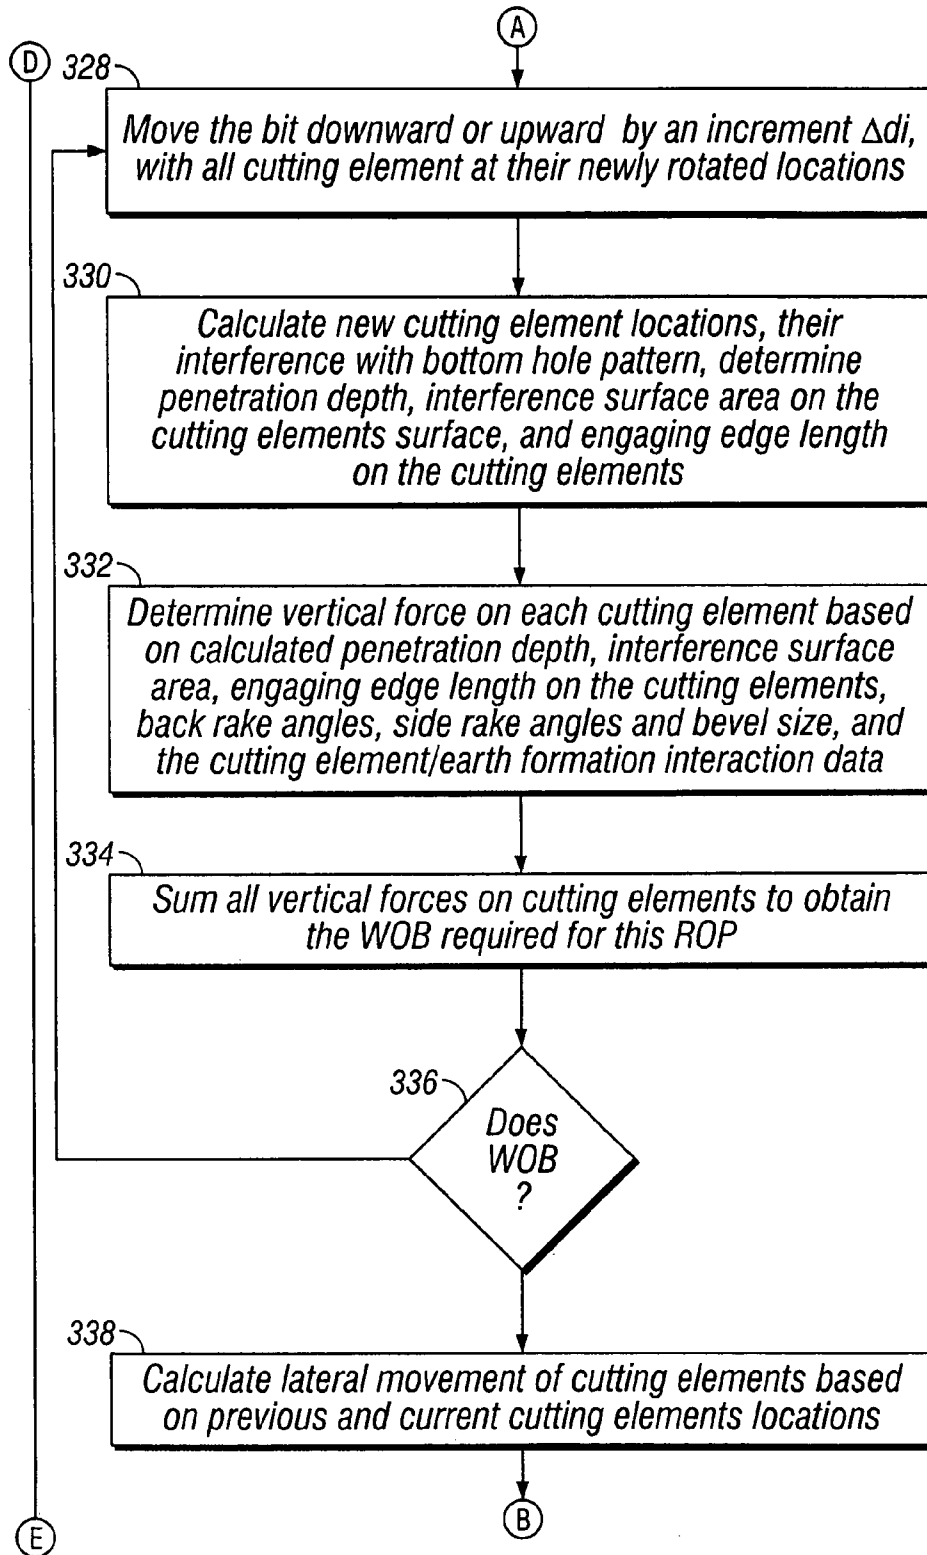 A
D
328
Move the bit downward or upward by an increment Δdi,
with all cutting element at their newly rotated locations
330
Calculate new cutting element locations, their
interference with bottom hole pattern, determine
penetration depth, interference surface area on the
cutting elements surface, and engaging edge length
on the cutting elements
332
Determine vertical force on each cutting element based
on calculated penetration depth, interference surface
area, engaging edge length on the cutting elements,
back rake angles, side rake angles and bevel size, and
the cutting element/earth formation interaction data
334
Sum all vertical forces on cutting elements to obtain
the WOB required for this ROP
336
Does
WOB
?
338
Calculate lateral movement of cutting elements based
on previous and current cutting elements locations
B
E